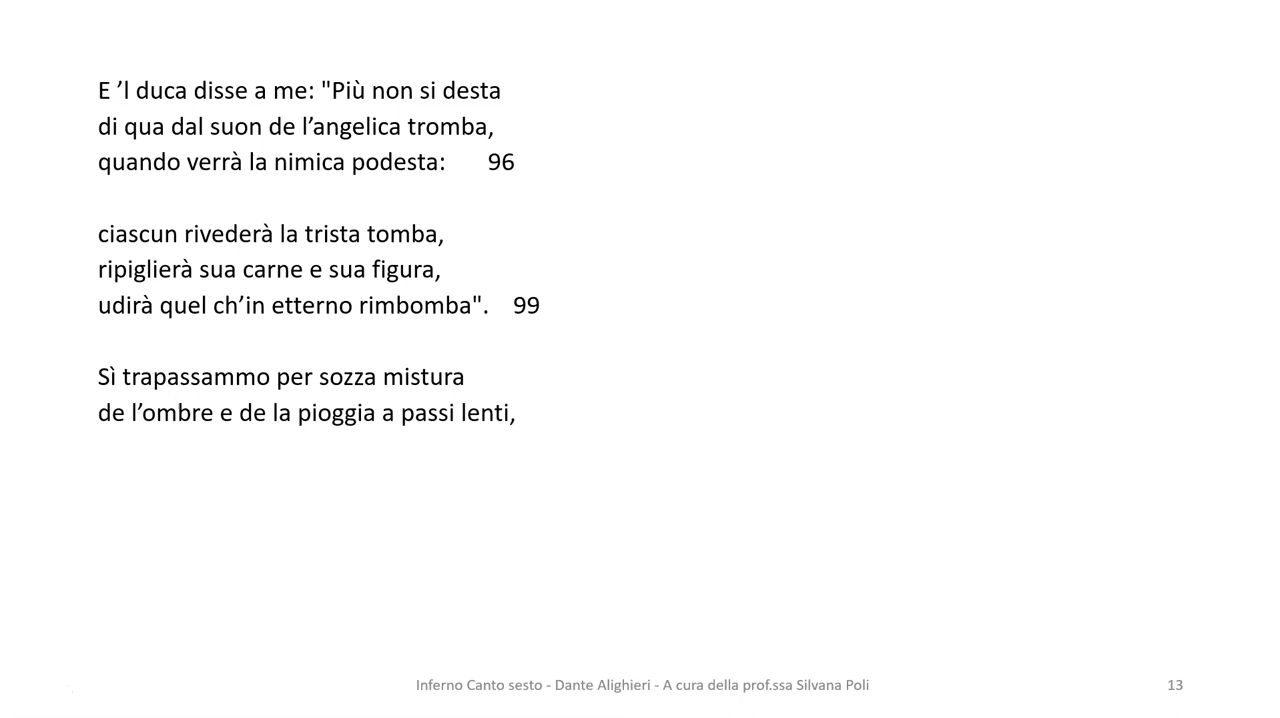 E ’l duca disse a me: "Più non si desta
di qua dal suon de l’angelica tromba,
quando verrà la nimica podesta: 96
ciascun rivederà la trista tomba,
ripiglierà sua carne e sua figura,
udirà quel ch’in etterno rimbomba". 99
Sì trapassammo per sozza mistura
de l’ombre e de la pioggia a passi lenti,
Inferno Canto sesto - Dante Alighieri - A cura della prof.ssa Silvana Poli 13